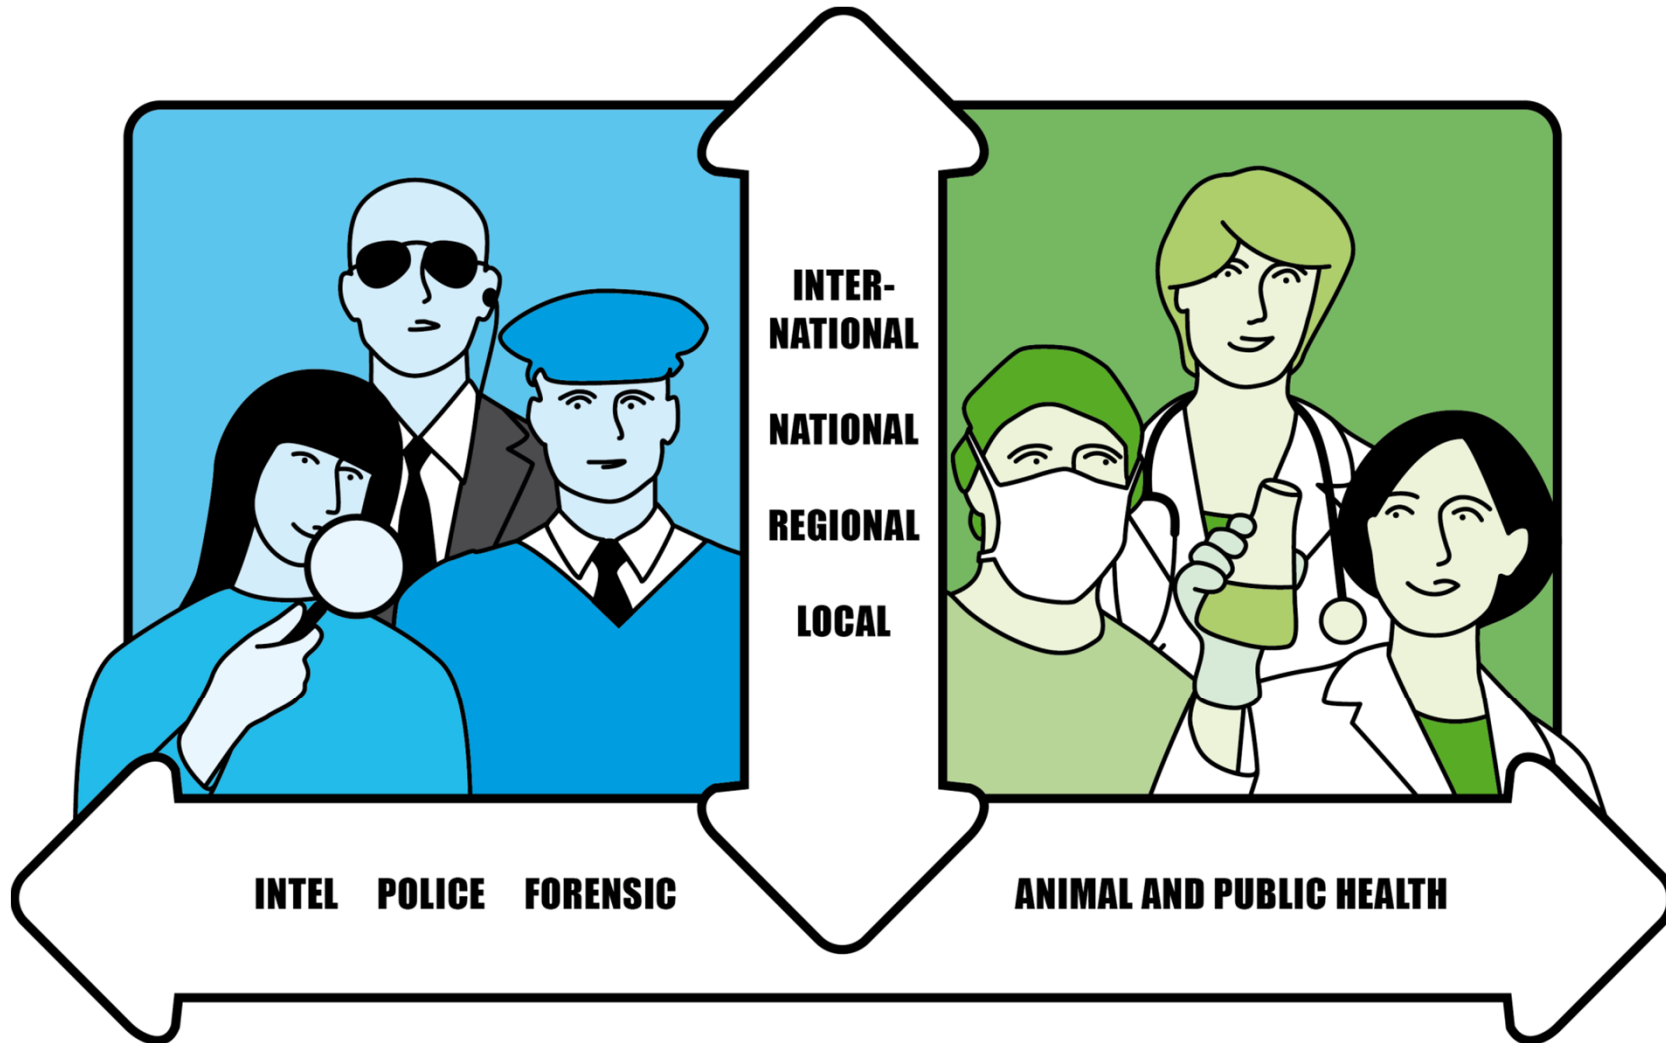 INTER-
NATIONAL
NATIONAL
REGIONAL
LOCAL
INTEL POLICE FORENSIC
ANIMAL AND PUBLIC HEALTH